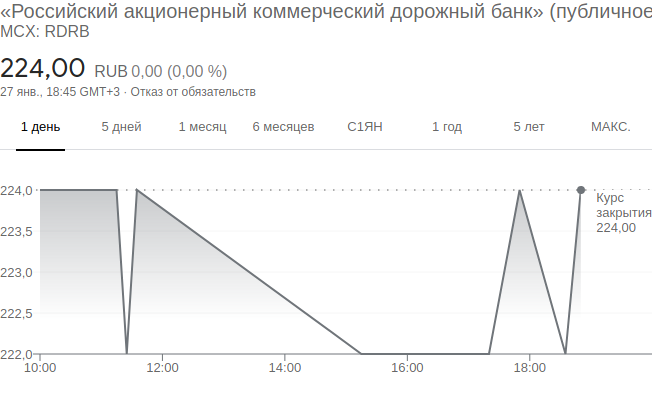 «Российский акционерный коммерческий дорожный банк» (публичное
MCX: RDRB
224,00 RUB 0,00 (0,00 %)
27 янв., 18:45 GMT+3 · Отказ от обязательств
1 день 5 дней 1 месяц 6 месяцев С1ЯН 1 год 5 лет МАКС.
224,0
Курс
закрытия
224,00
223,5
223,0
222,5
222,0
10:00 12:00 14:00 16:00 18:00